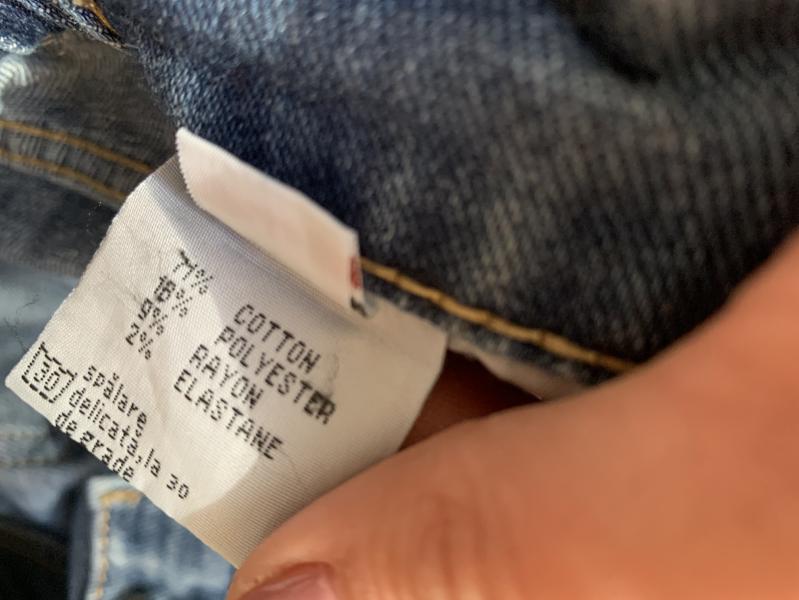 71% COTTON
18% POLYESTER
9% RAYON
2% ELASTANE
30
spălare
delicată,la 30
de grade